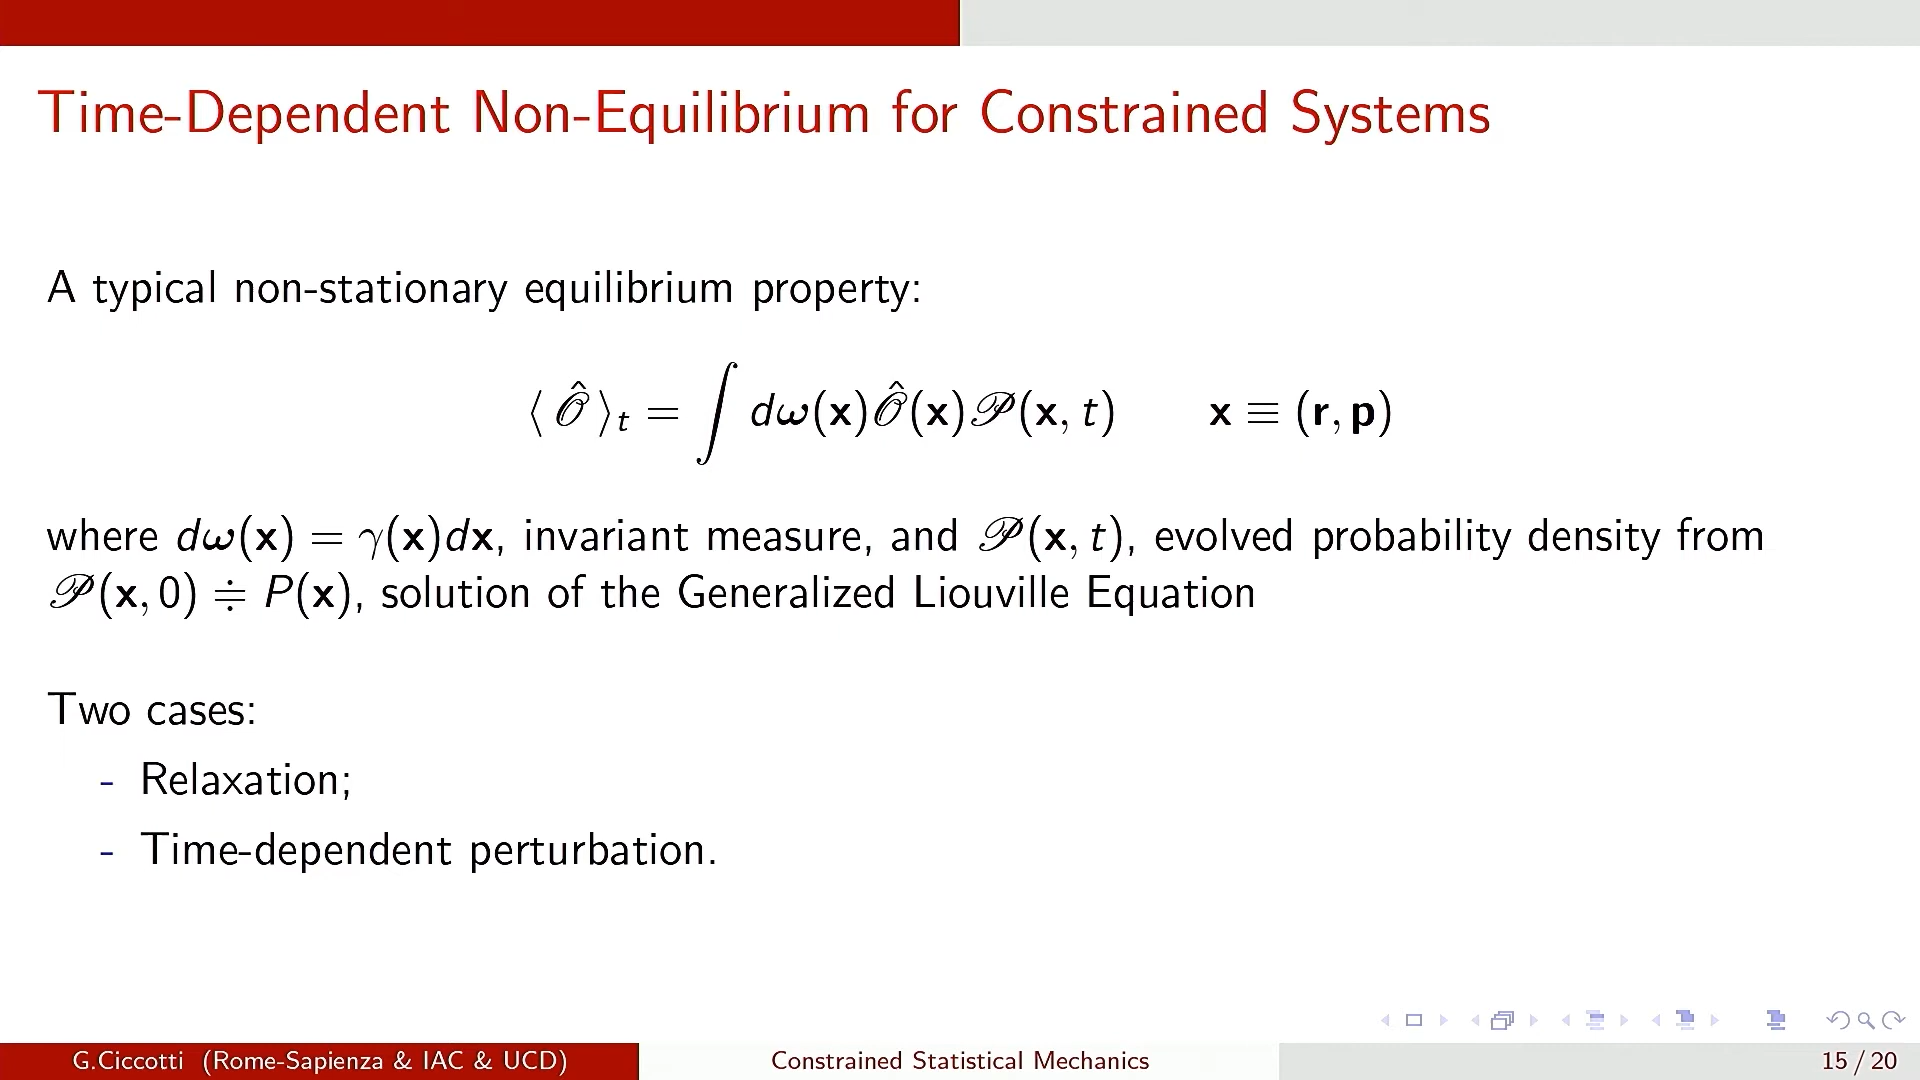 Time-Dependent Non-Equilibrium for Constrained Systems
A typical non-stationary equilibrium property:
⟨ 𝒪̂ ⟩ₜ = ∫ dω(x)𝒪̂(x)𝒫(x, t)    x ≡ (r, p)
where dω(x) = γ(x)dx, invariant measure, and 𝒫(x, t), evolved probability density from
𝒫(x, 0) ≑ P(x), solution of the Generalized Liouville Equation
Two cases:
- Relaxation;
- Time-dependent perturbation.
G.Ciccotti (Rome-Sapienza & IAC & UCD)
Constrained Statistical Mechanics
15 / 20